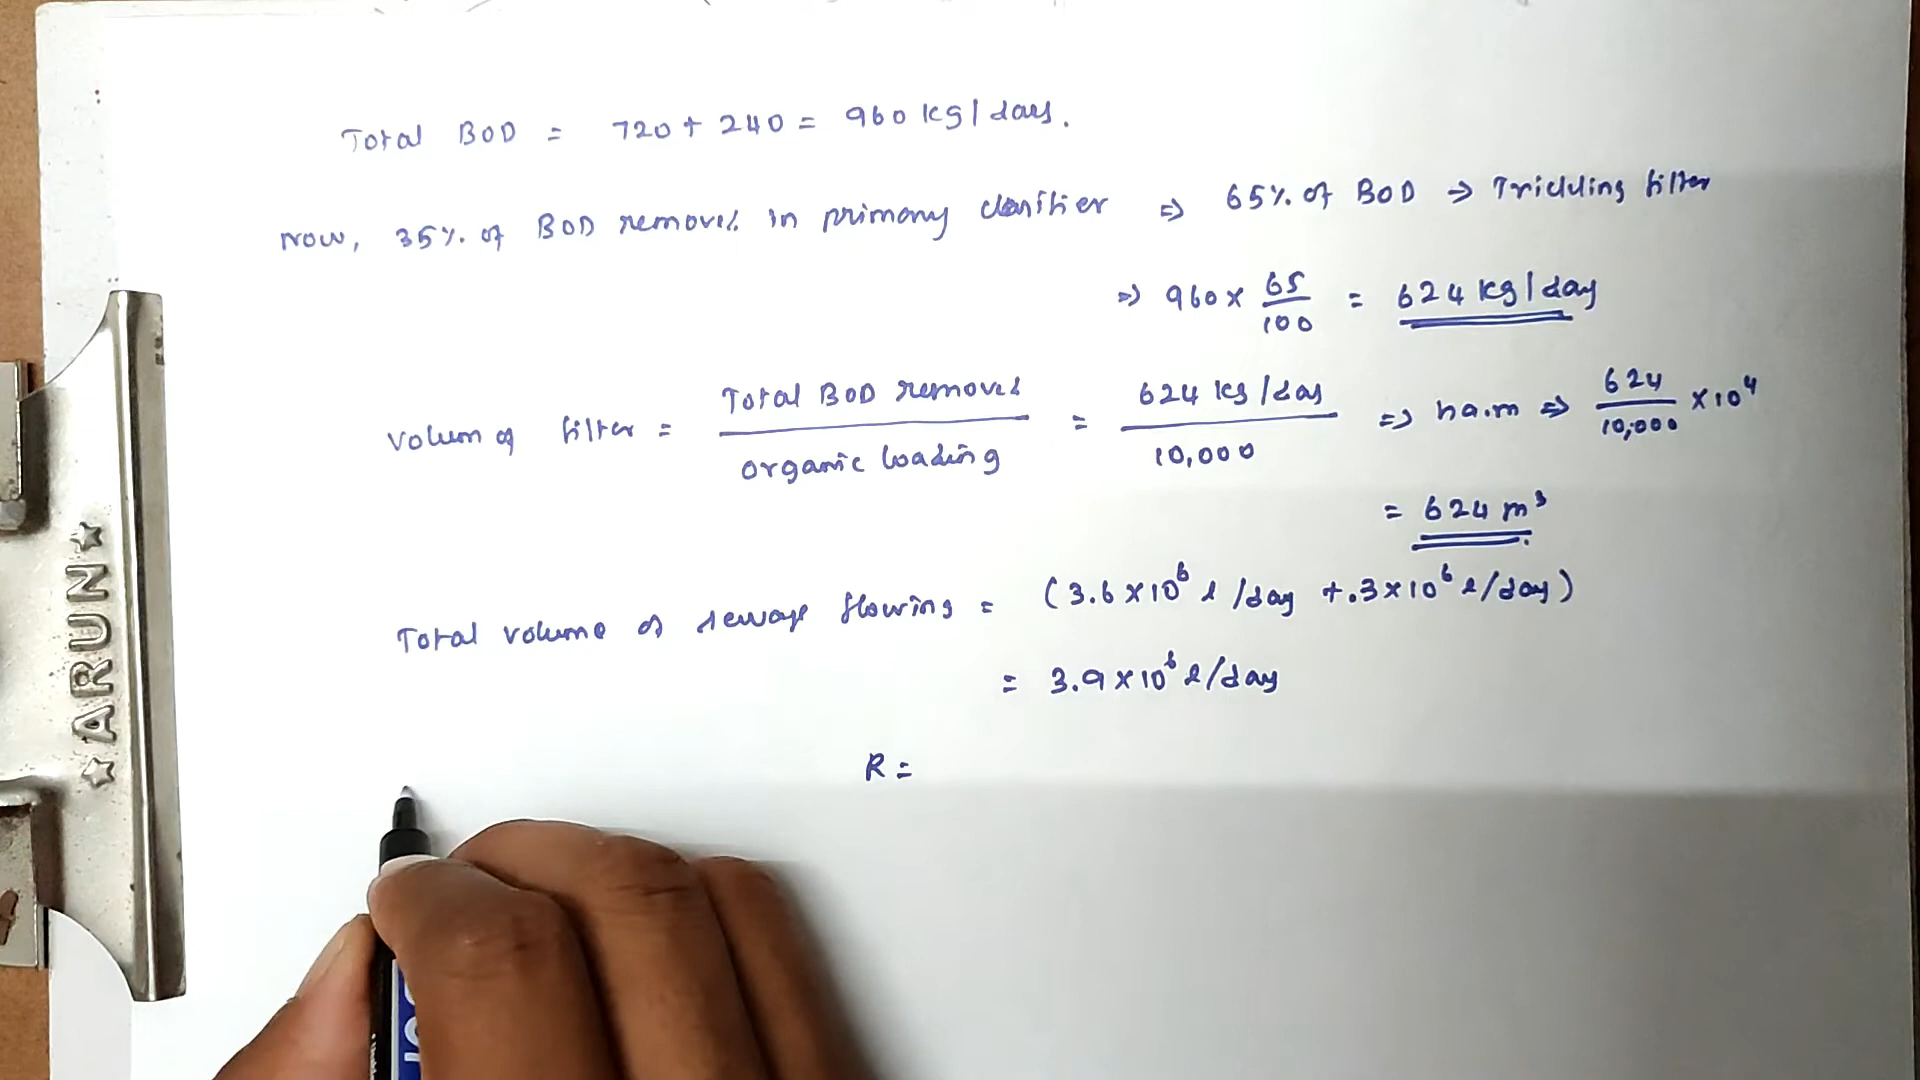 Total BOD = 720 + 240 = 960 kg/day.
Now, 35% of BOD removed in primary clarifier ⇒ 65% of BOD → Trickling filter
⇒ 960 × 65/100 = 624 kg/day
Volum of filter = Total BOD removed / organic loading = 624 kg/day / 10,000 ⇒ ha.m ⇒ 624/10,000 × 10⁴
= 624 m³.
Total volume of sewage flowing = (3.6 × 10⁶ l/day + .3 × 10⁶ l/day)
= 3.9 × 10⁶ l/day
R =
★ARUN★